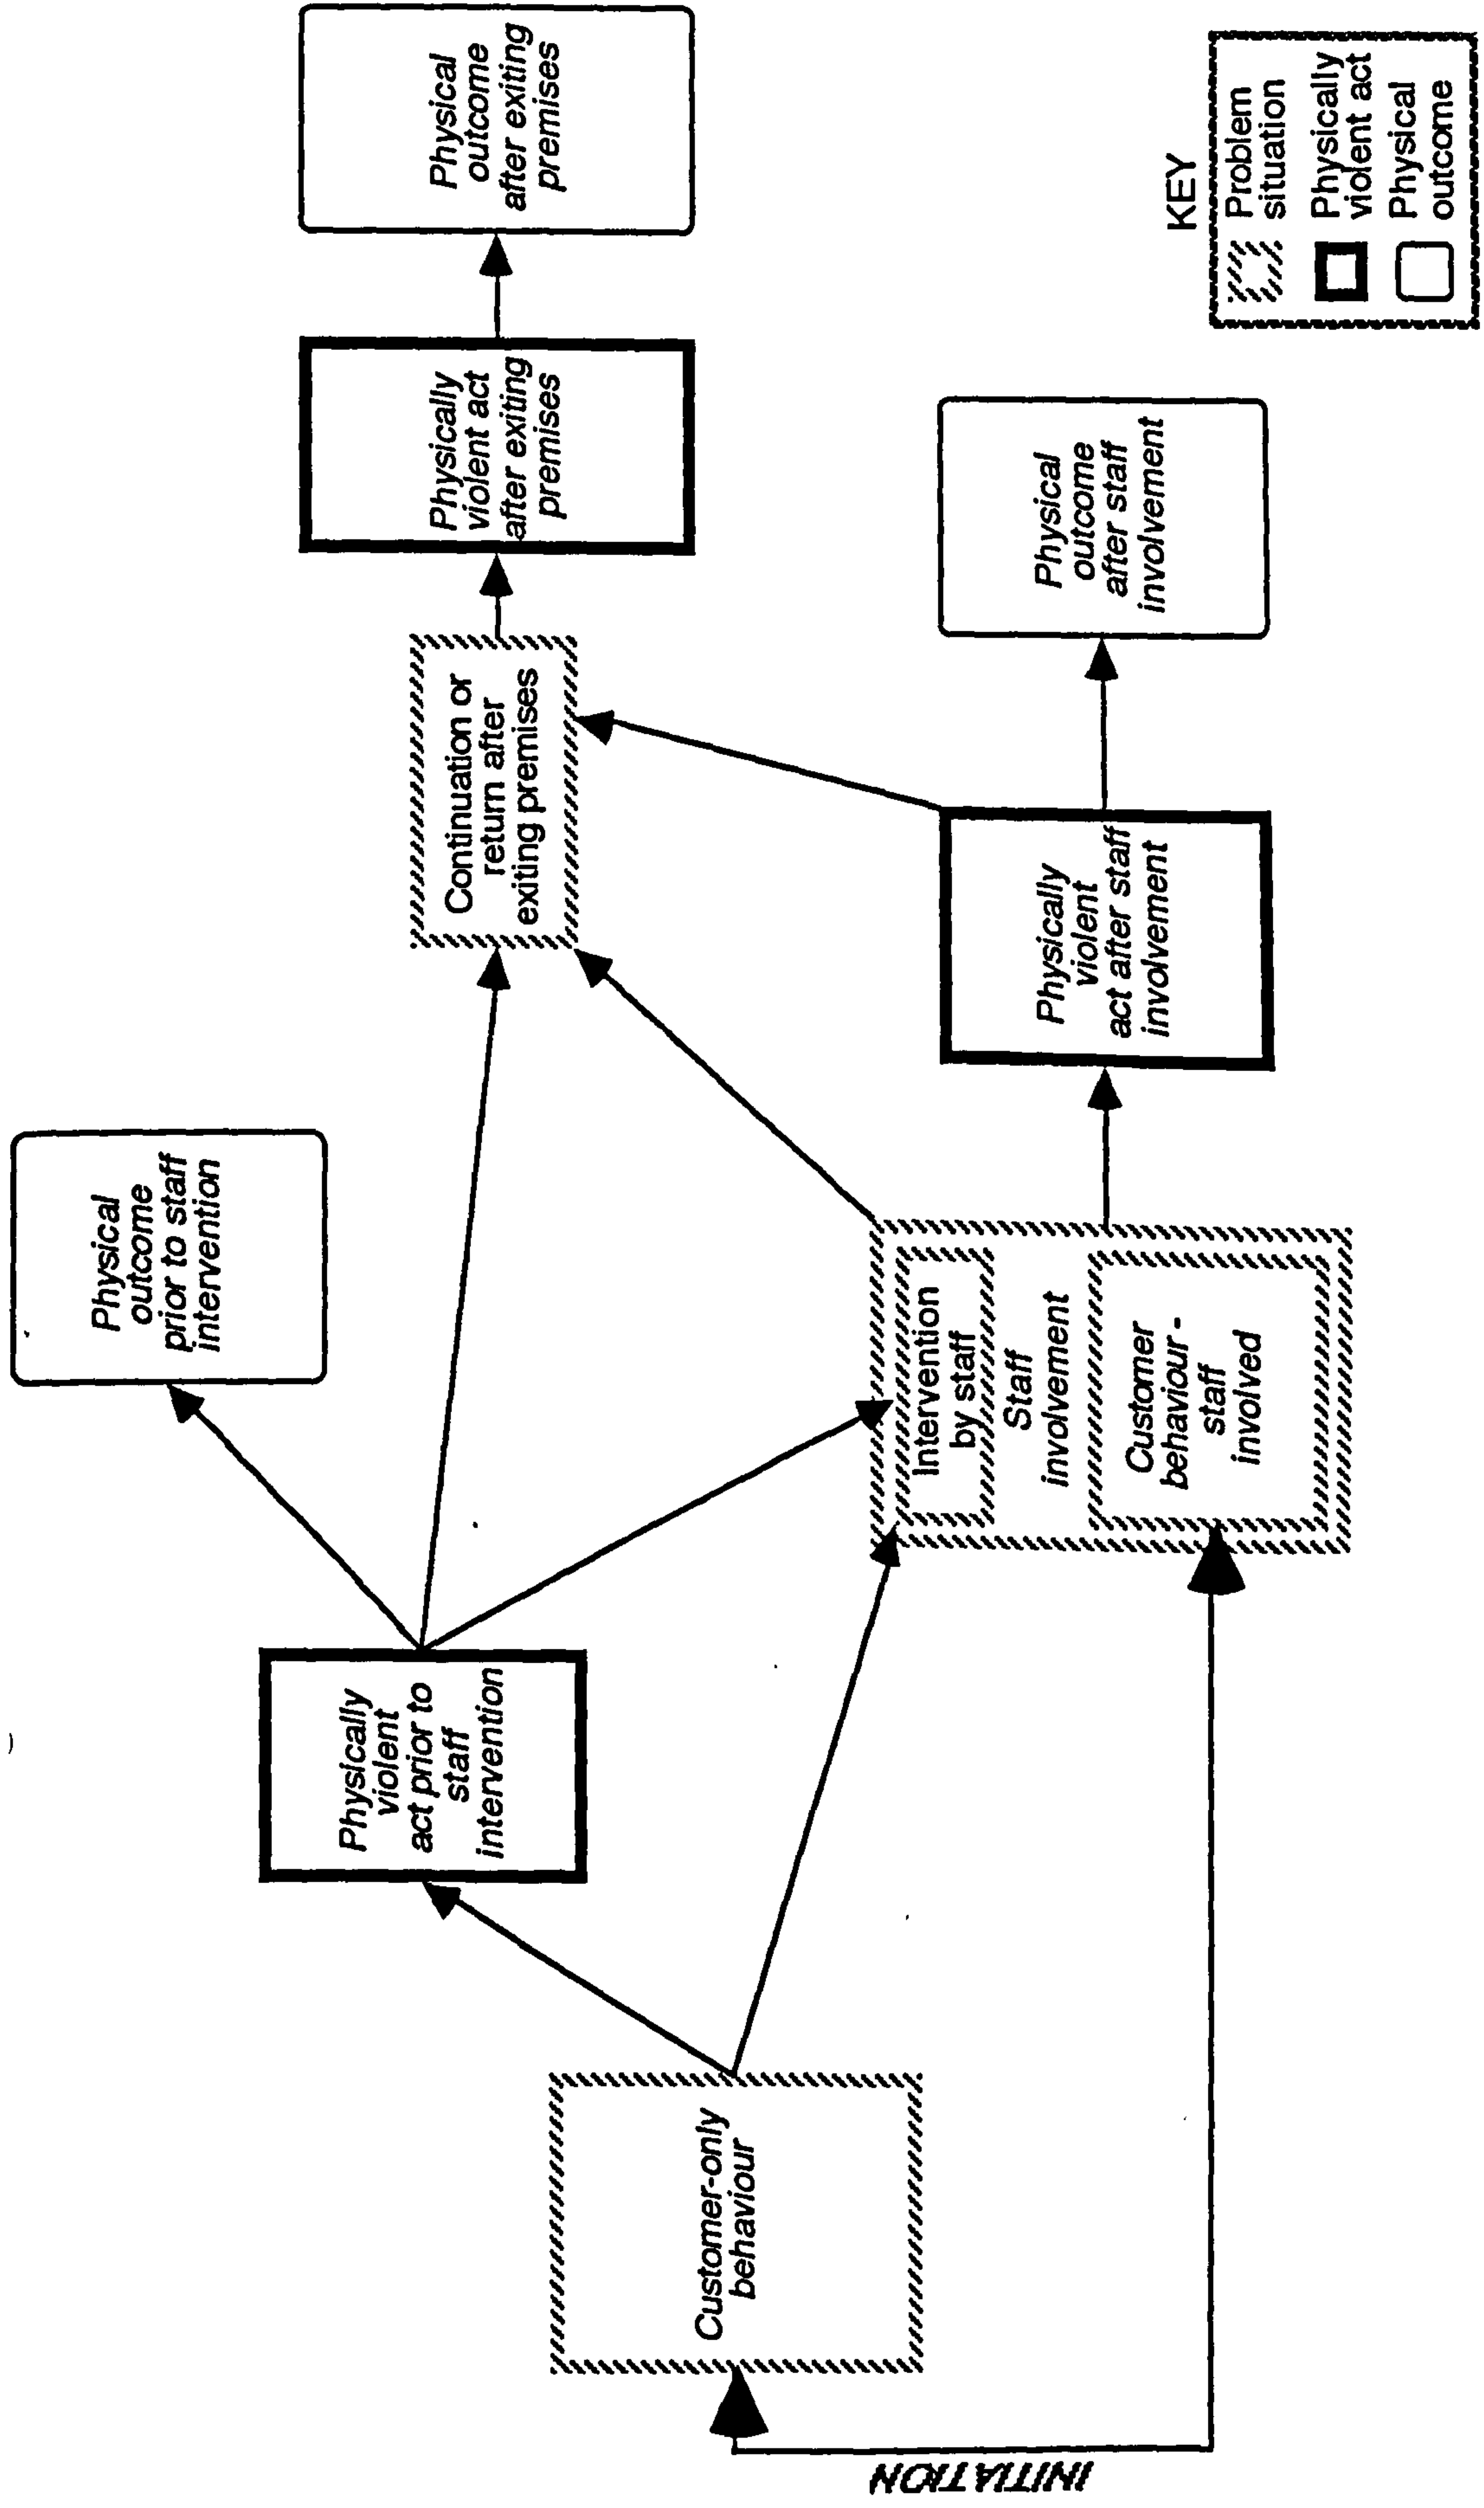 INITIATION
Customer-only
behaviour
Physically
violent
act prior to
staff
intervention
Physical
outcome
prior to staff
intervention
Intervention
by staff
Staff
involvement
Customer
behaviour -
staff
involved
Continuation or
return after
exiting premises
Physically
violent
act after staff
involvement
Physically
violent act
after exiting
premises
Physical
outcome
after staff
involvement
Physical
outcome
after exiting
premises
KEY
Problem
situation
Physically
violent act
Physical
outcome